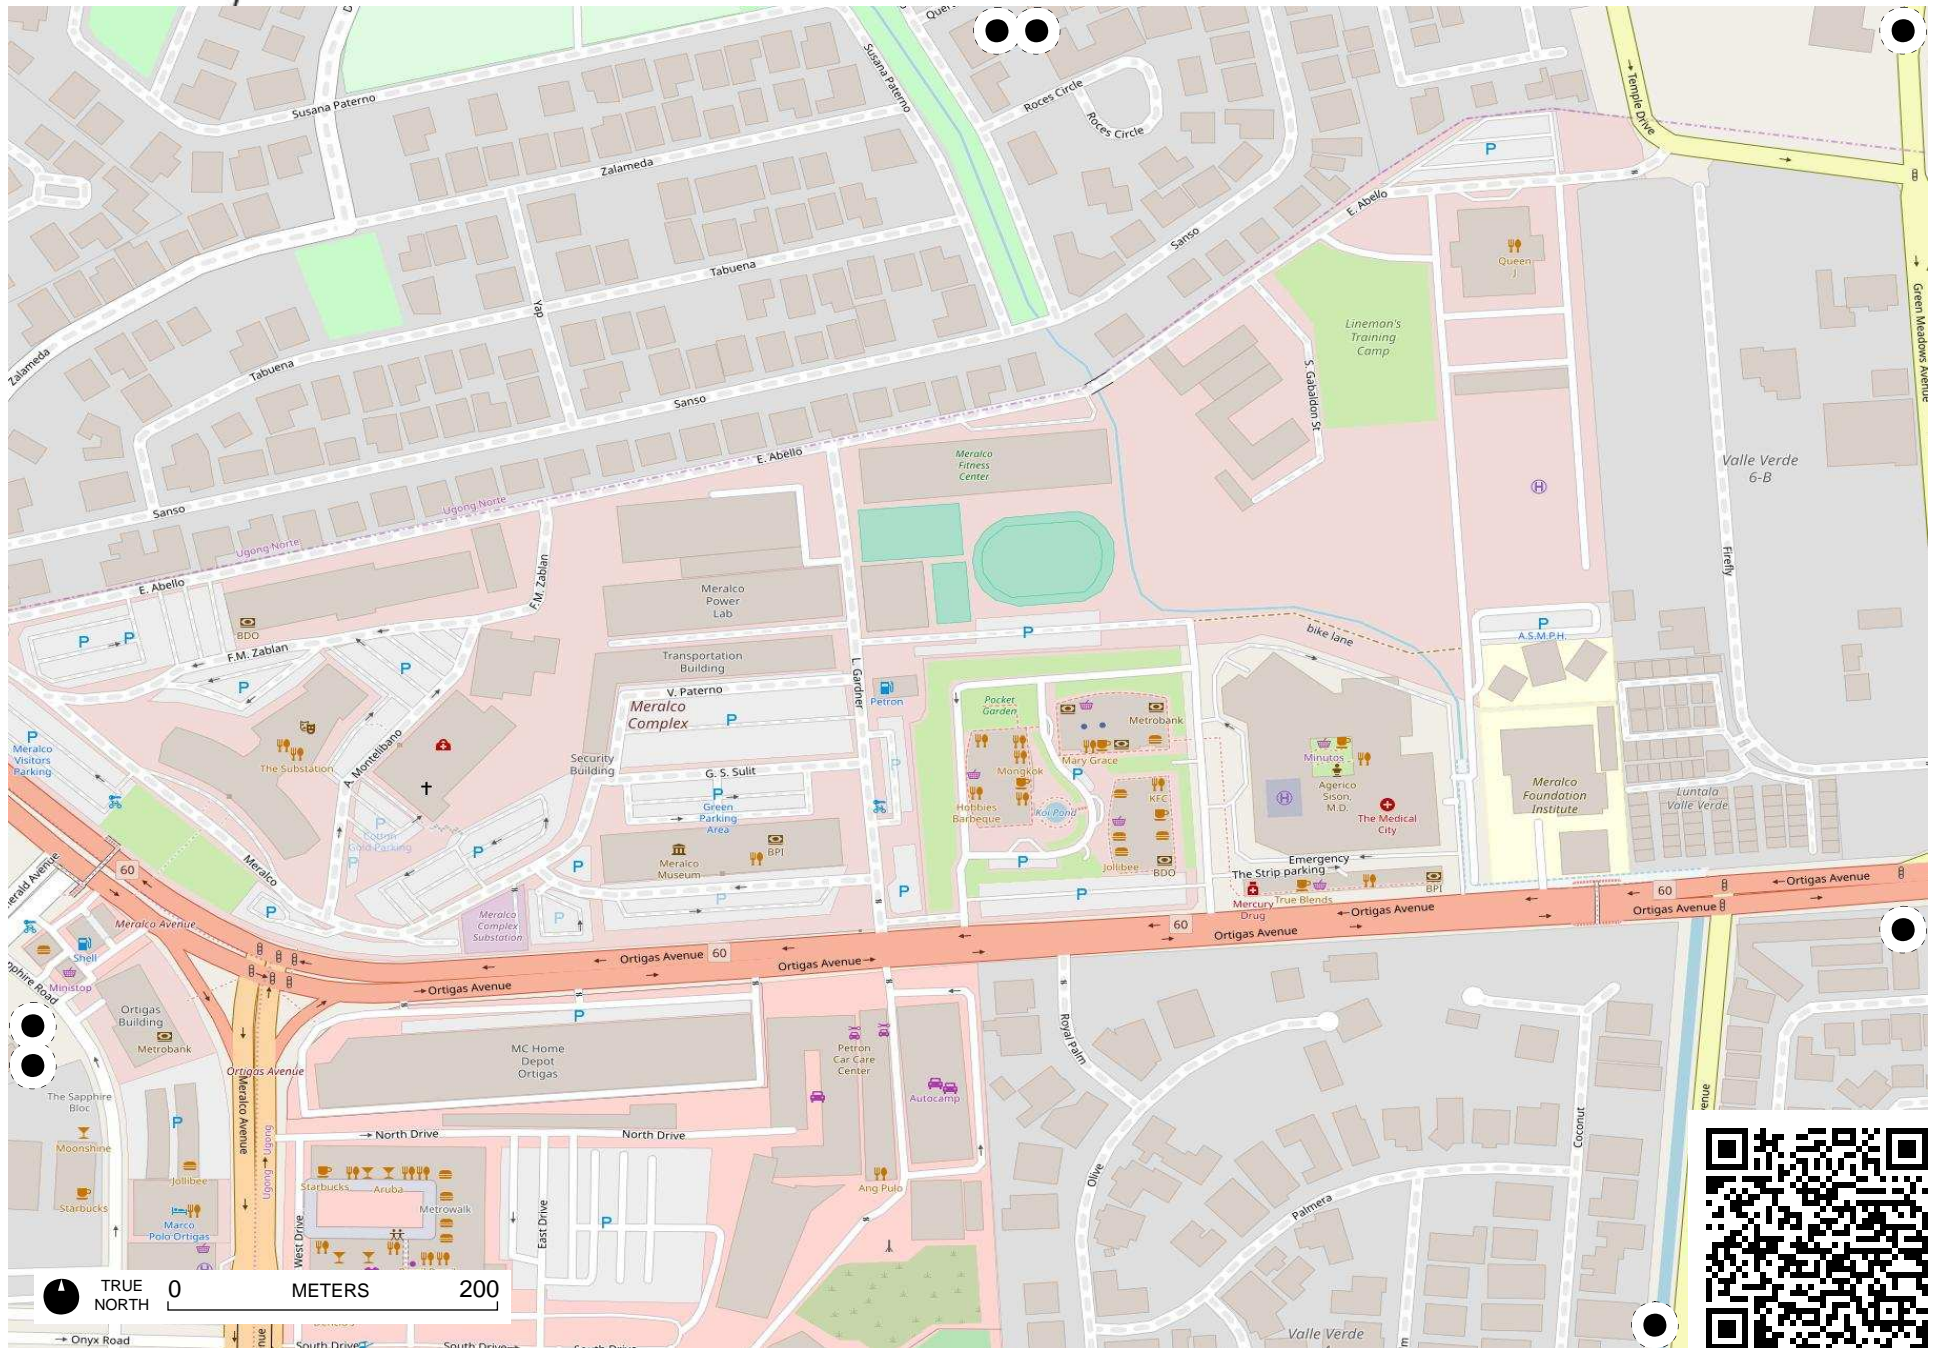 Susana Paterno
Susana Paterno
Roces Circle
Roces Circle
Temple Drive
Zalameda
E. Abello
Sanso
Queen
J
Tabuena
Yap
Green Meadows Avenue
Lineman's
Training
Camp
Zalameda
Tabuena
Sanso
S. Gabaldon St
E. Abello
Meralco
Fitness
Center
Valle Verde
6-B
Sanso
Ugong Norte
Ugong Norte
E. Abello
F.M. Zablan
Firefly
Meralco
Power
Lab
BDO
F.M. Zablan
bike lane
A.S.M.P.H.
Transportation
Building
L. Gardner
V. Paterno
Petron
Meralco
Complex
Pocket
Garden
Metrobank
Meralco
Visitors
Parking
The Substation
A. Montelibano
Security
Building
G. S. Sulit
Mongkok
Mary Grace
Minutos
Agerico
Sison,
M.D.
Meralco
Foundation
Institute
Luntala
Valle Verde
Green
Parking
Area
Hobbies
Barbeque
Koi Pond
KFC
The Medical
City
Cotton
Gold Parking
Meralco
Meralco
Museum
BPI
Jollibee
BDO
Emergency
The Strip parking
Mercury
Drug
True Blends
BPI
60
60
Ortigas Avenue
Ortigas Avenue
Ortigas Avenue
Meralco Avenue
Meralco
Complex
Substation
60
Ortigas Avenue
Ortigas Avenue
60
Ortigas Avenue
Shell
Ministop
Ortigas Avenue
Ortigas
Building
Metrobank
MC Home
Depot
Ortigas
Petron
Car Care
Center
Royal Palm
Ortigas Avenue
Meralco Avenue
Autocamp
The Sapphire
Bloc
Moonshine
North Drive
North Drive
Ugong
Ugong
Coconut
Olive
Jollibee
Starbucks
Starbucks
Aruba
Metrowalk
Ang Pulo
Palmera
Marco
Polo Ortigas
West Drive
East Drive
TRUE
NORTH
0
METERS
200
Onyx Road
South Drive
South Drive
South Drive
Valle Verde